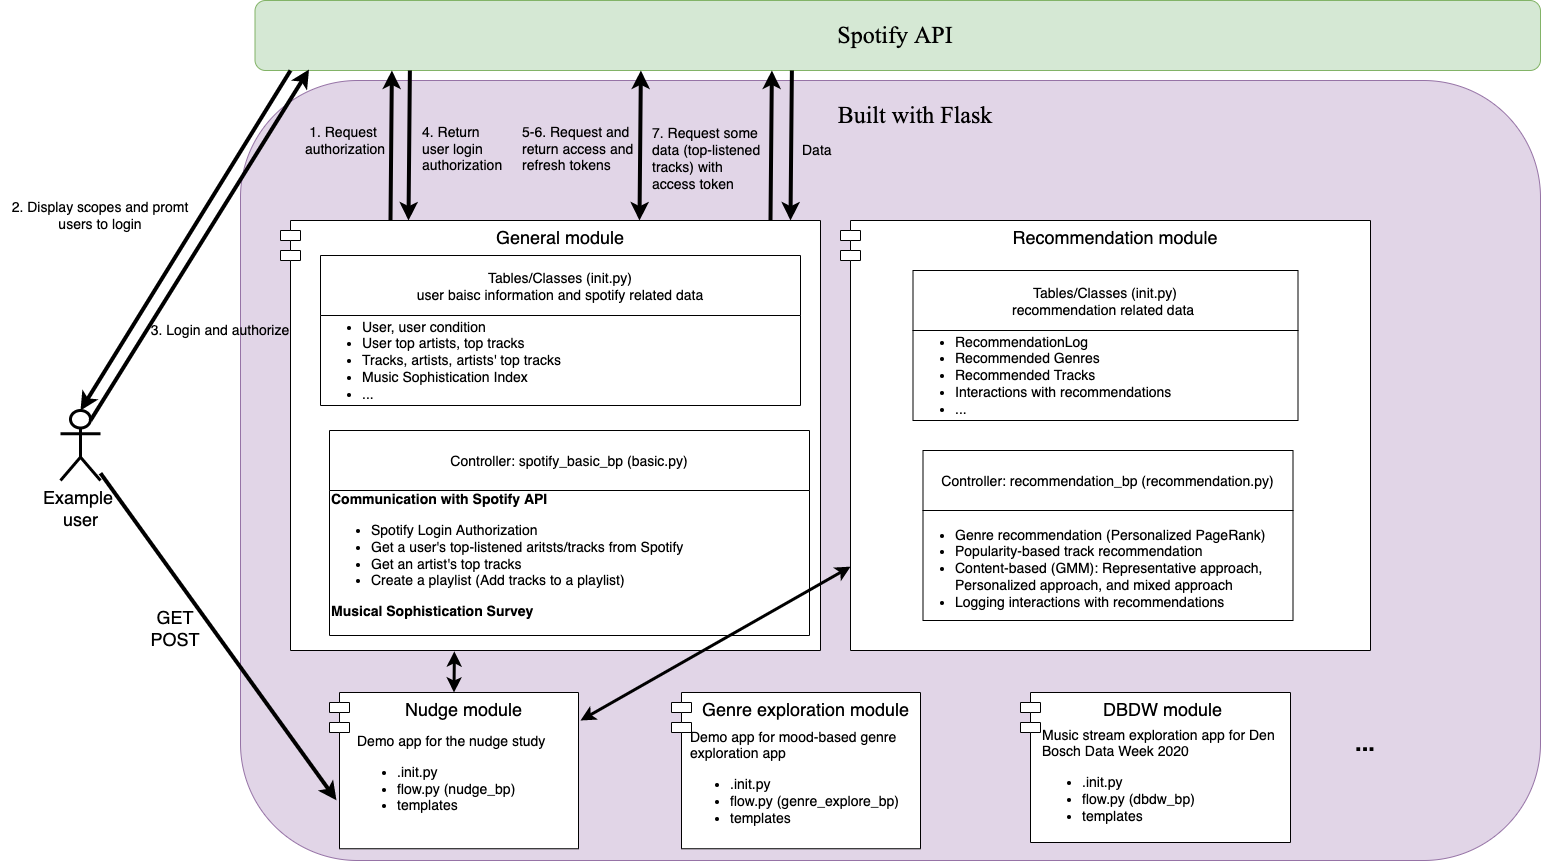 Spotify API
Built with Flask
1. Request
authorization
4. Return
user login
authorization
5-6. Request and
return access and
refresh tokens
7. Request some
data (top-listened
tracks) with
access token
Data
2. Display scopes and promt
users to login
3. Login and authorize
Example
user
GET
POST
General module
Tables/Classes (init.py)
user baisc information and spotify related data
• User, user condition
• User top artists, top tracks
• Tracks, artists, artists' top tracks
• Music Sophistication Index
• ...
Controller: spotify_basic_bp (basic.py)
Communication with Spotify API
• Spotify Login Authorization
• Get a user's top-listened aritsts/tracks from Spotify
• Get an artist's top tracks
• Create a playlist (Add tracks to a playlist)
Musical Sophistication Survey
Recommendation module
Tables/Classes (init.py)
recommendation related data
• RecommendationLog
• Recommended Genres
• Recommended Tracks
• Interactions with recommendations
• ...
Controller: recommendation_bp (recommendation.py)
• Genre recommendation (Personalized PageRank)
• Popularity-based track recommendation
• Content-based (GMM): Representative approach,
Personalized approach, and mixed approach
• Logging interactions with recommendations
Nudge module
Demo app for the nudge study
• .init.py
• flow.py (nudge_bp)
• templates
Genre exploration module
Demo app for mood-based genre
exploration app
• .init.py
• flow.py (genre_explore_bp)
• templates
DBDW module
Music stream exploration app for Den
Bosch Data Week 2020
• .init.py
• flow.py (dbdw_bp)
• templates
...